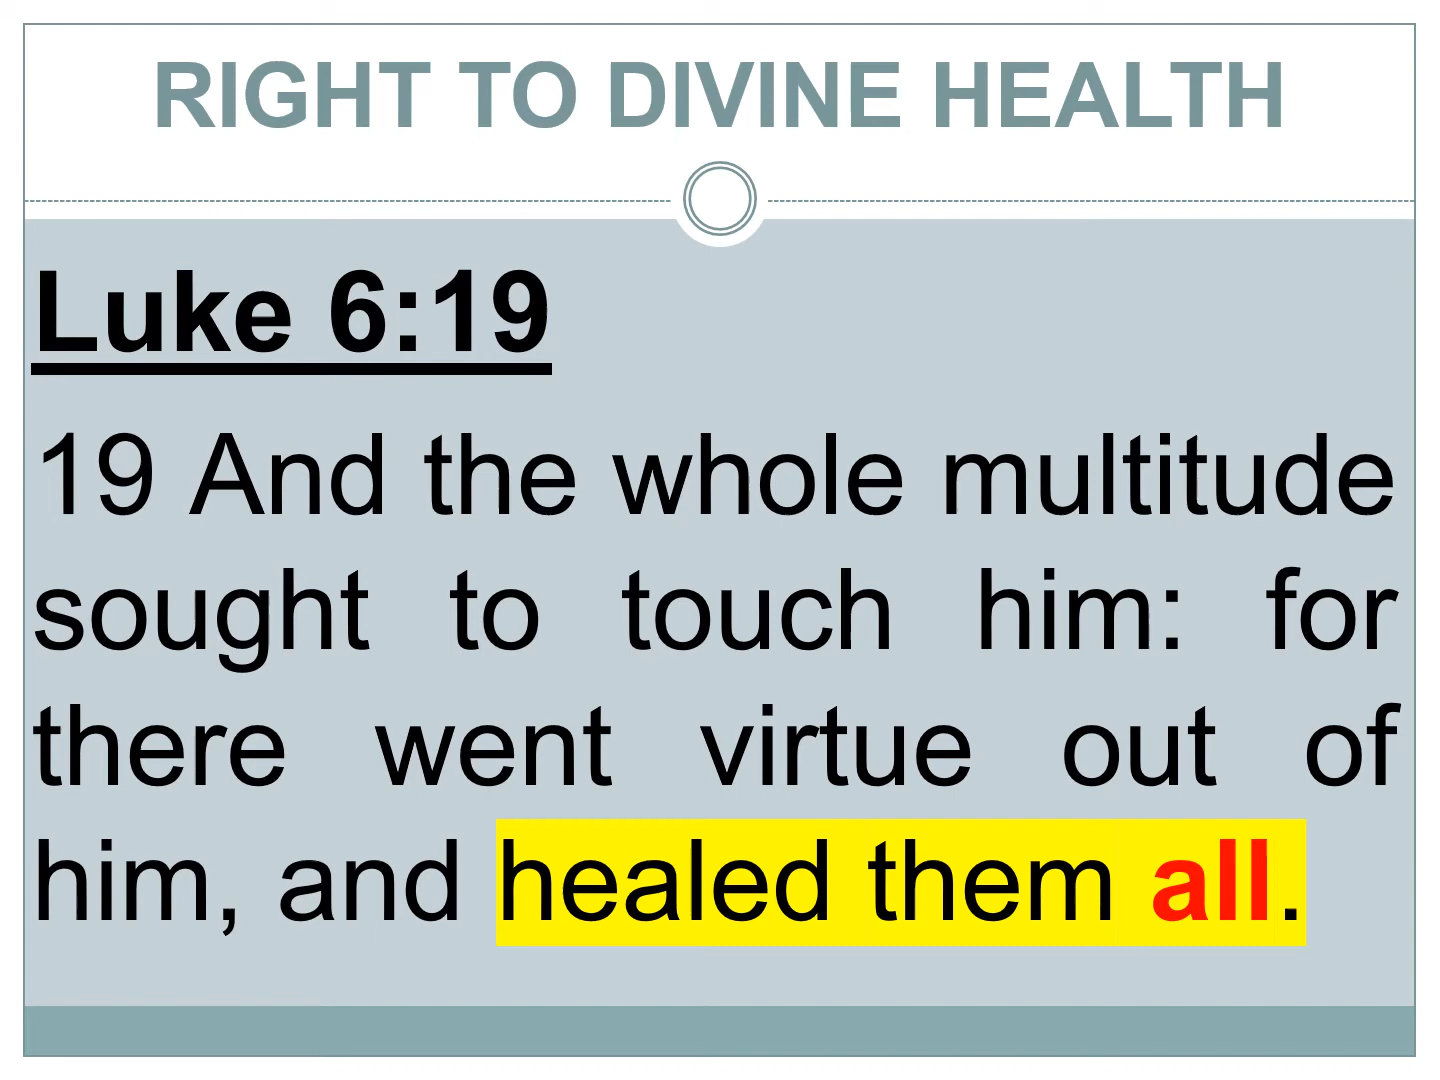 RIGHT TO DIVINE HEALTH
Luke 6:19
19 And the whole multitude
sought to touch him: for
there went virtue out of
him, and healed them all.